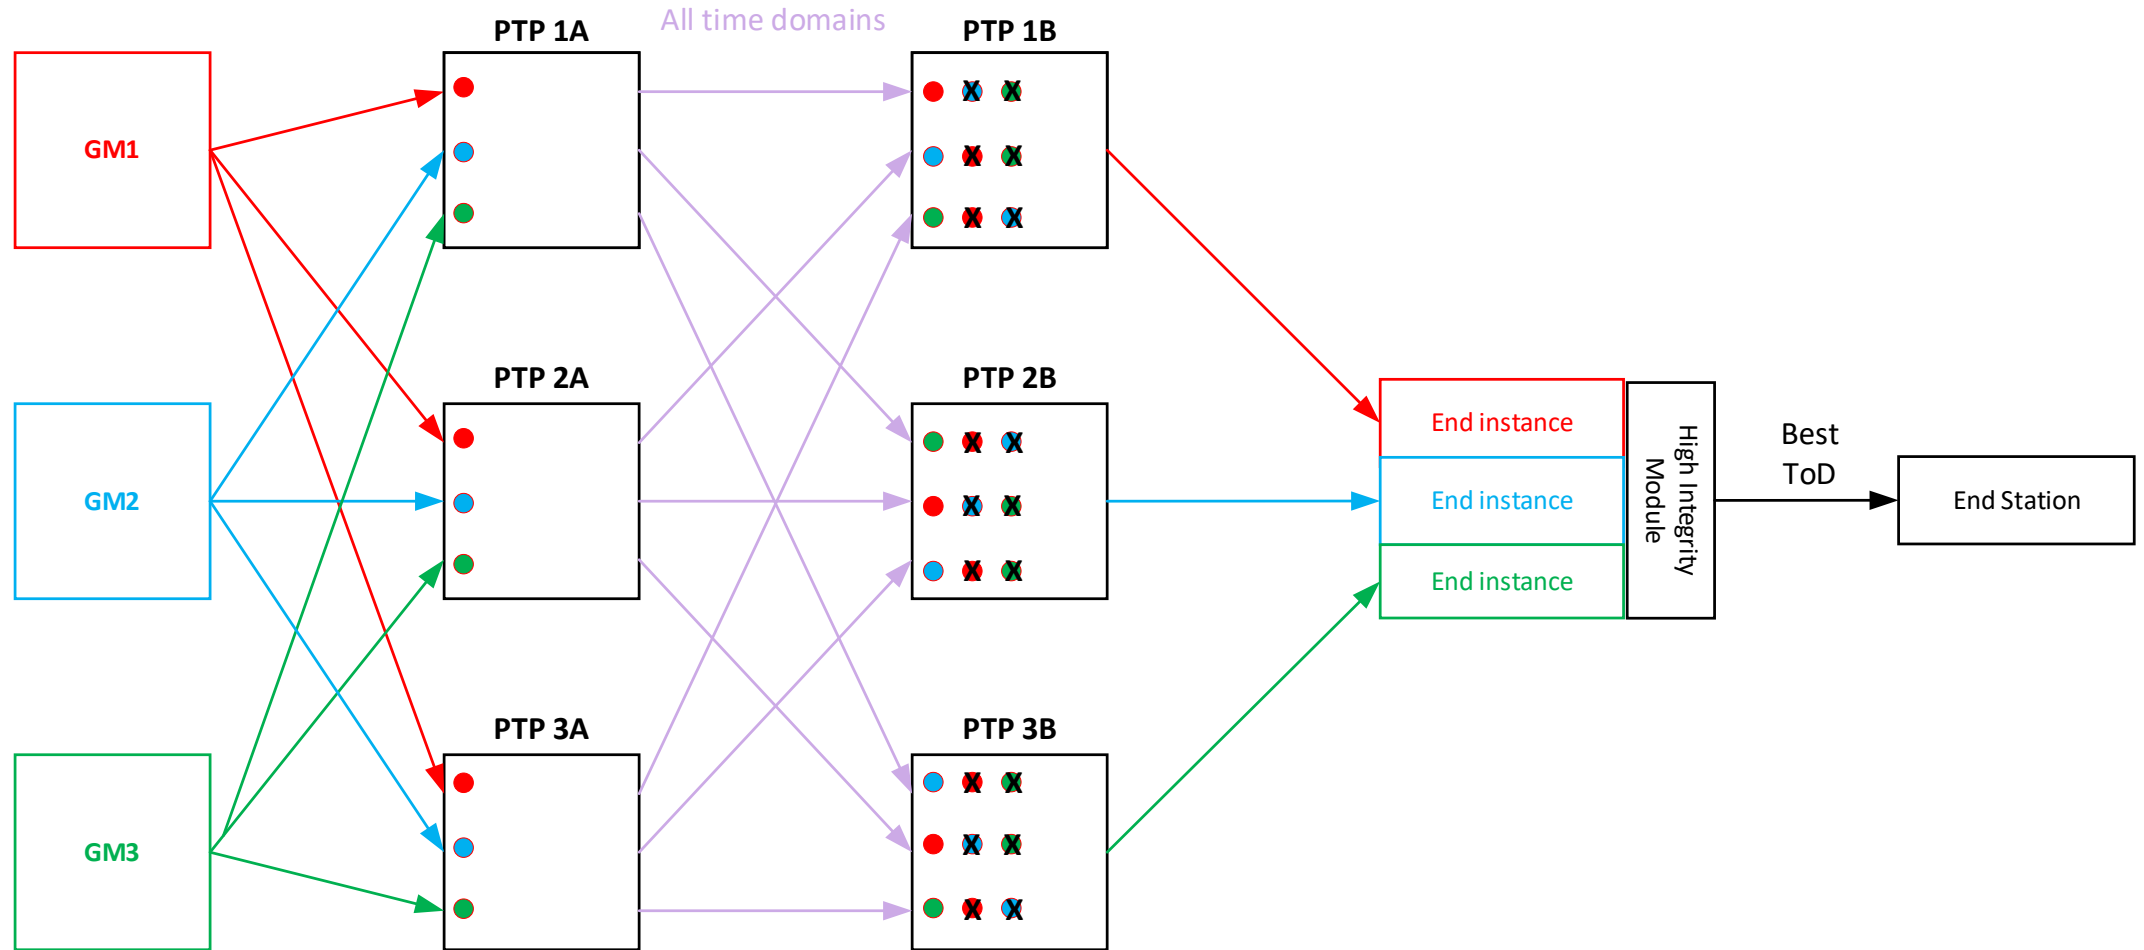 All time domains
PTP 1A
PTP 1B
GM1
X X
X X
X X
PTP 2A
PTP 2B
GM2
X X
X X
X X
End instance
End instance
End instance
High Integrity
Module
Best
ToD
End Station
PTP 3A
PTP 3B
GM3
X X
X X
X X